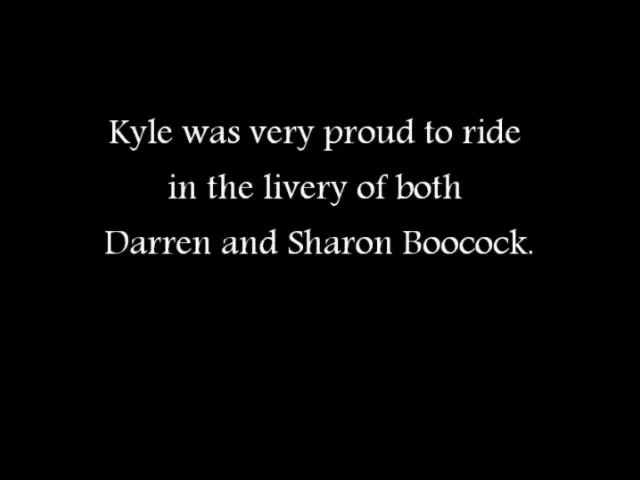 Kyle was very proud to ride
in the livery of both
Darren and Sharon Boocock.